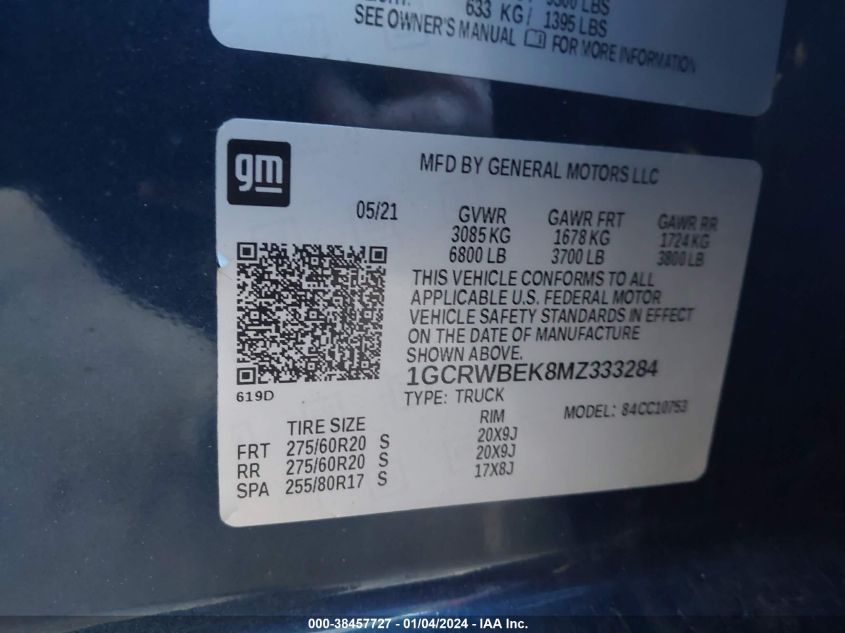 633 KG / 1395 LBS
SEE OWNER'S MANUAL FOR MORE INFORMATION
gm
MFD BY GENERAL MOTORS LLC
05/21
GVWR GAWR FRT GAWR RR
3085 KG 1678 KG 1724 KG
6800 LB 3700 LB 3800 LB
THIS VEHICLE CONFORMS TO ALL
APPLICABLE U.S. FEDERAL MOTOR
VEHICLE SAFETY STANDARDS IN EFFECT
ON THE DATE OF MANUFACTURE
SHOWN ABOVE.
1GCRWBEK8MZ333284
619D
TYPE: TRUCK MODEL: 84CC10753
TIRE SIZE RIM
FRT 275/60R20 S 20X9J
RR 275/60R20 S 20X9J
SPA 255/80R17 S 17X8J
000-38457727 - 01/04/2024 - IAA Inc.